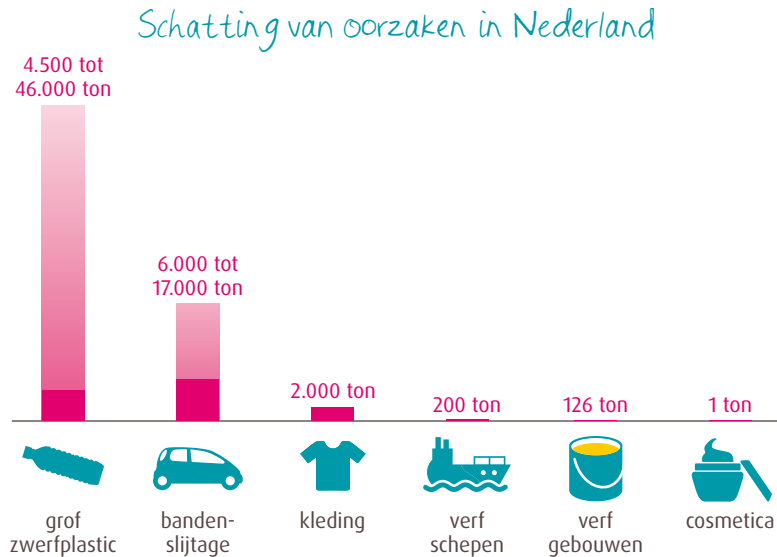 Schatting van oorzaken in Nederland
4.500 tot
46.000 ton
6.000 tot
17.000 ton
2.000 ton
200 ton
126 ton
1 ton
grof
zwerfplastic
banden-
slijtage
kleding
verf
schepen
verf
gebouwen
cosmetica